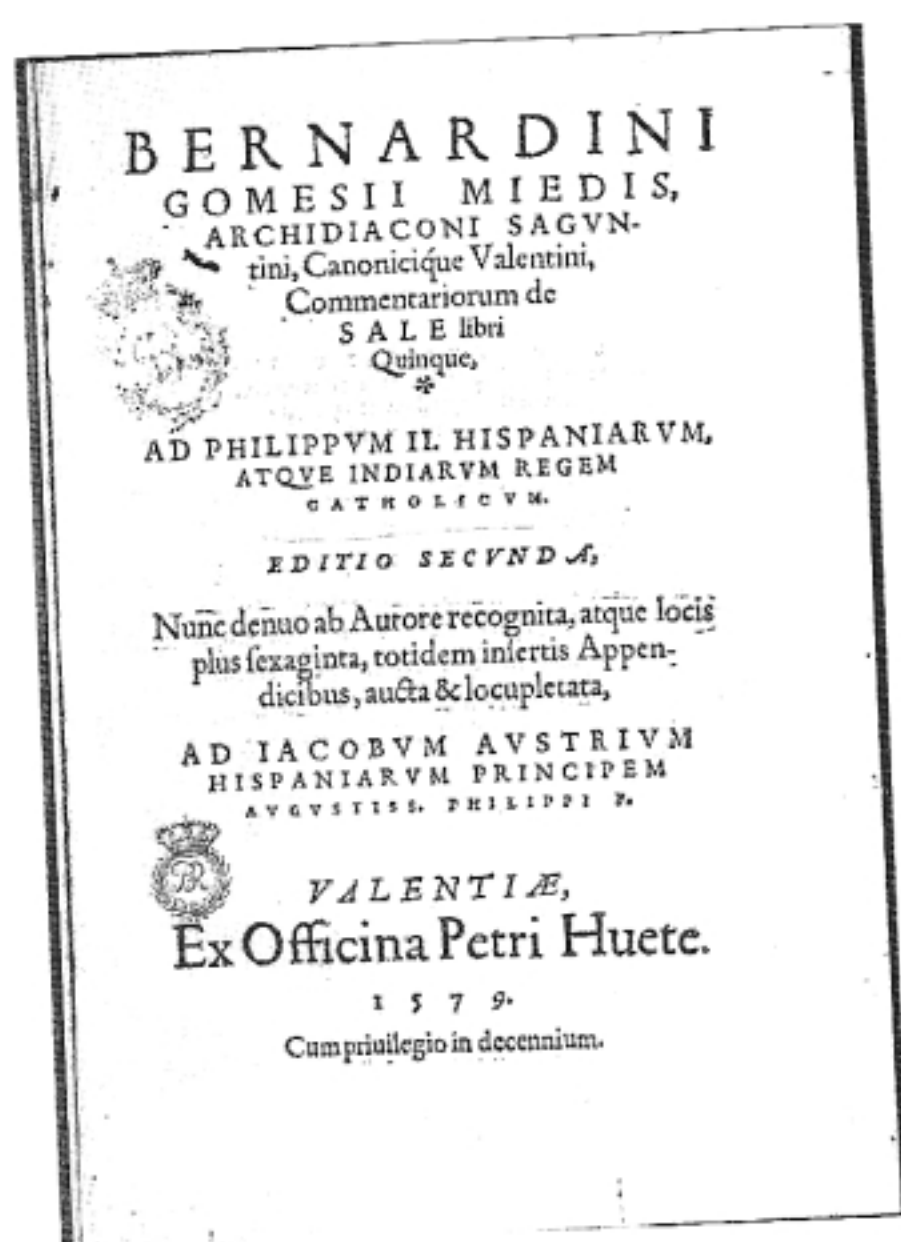 BERNARDINI
GOMESII MIEDIS,
ARCHIDIACONI SAGVN-
tini, Canoniciq́ue Valentini,
Commentariorum de
SALE libri
Quinque,
*
AD PHILIPPVM II. HISPANIARVM,
ATQVE INDIARVM REGEM
CATHOLICVM.
EDITIO SECVNDA,
Nunc denuo ab Autore recognita, atque locis
plus ſexaginta, totidem inſertis Appen-
dicibus, aucta & locupletata,
AD IACOBVM AVSTRIVM
HISPANIARVM PRINCIPEM
AVGVSTISS. PHILIPPI F.
VALENTIÆ,
Ex Officina Petri Huete.
1579.
Cum priuilegio in decennium.